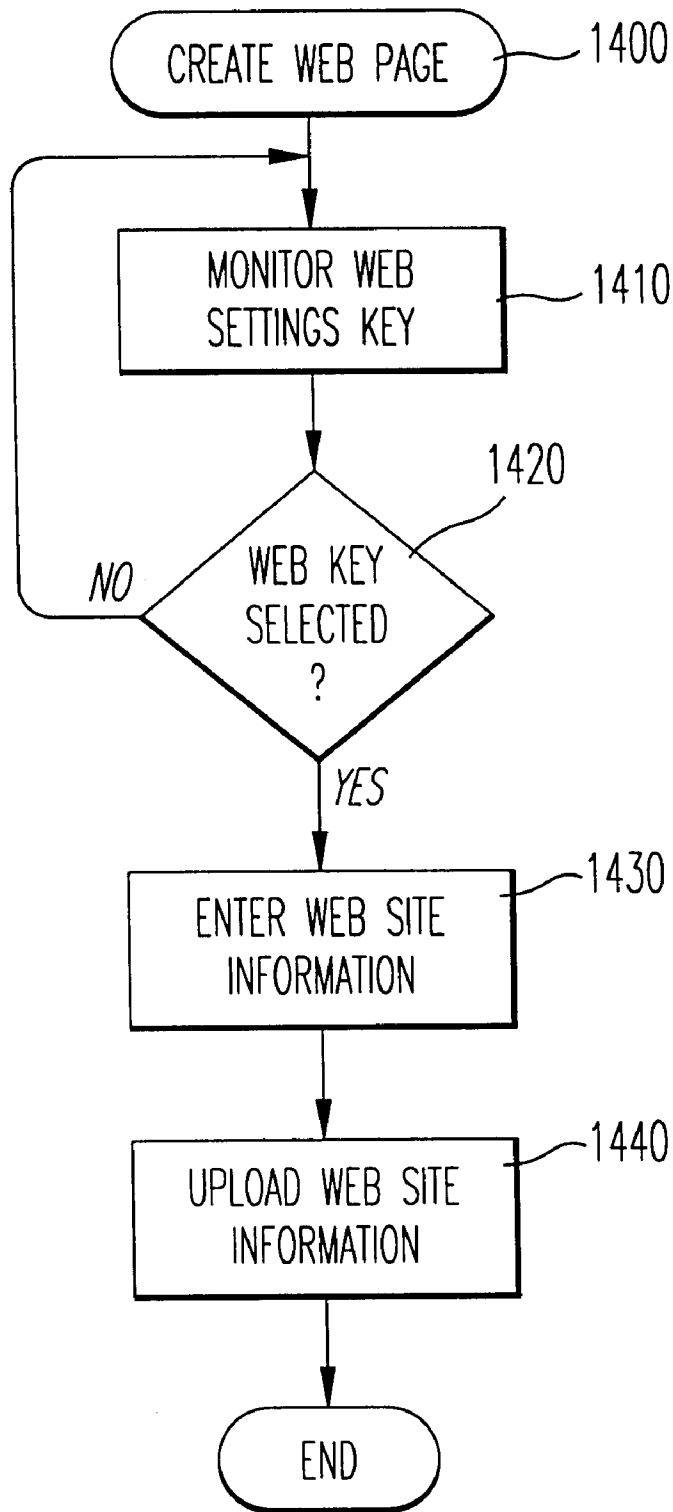 CREATE WEB PAGE
1400
MONITOR WEB
SETTINGS KEY
1410
1420
WEB KEY
SELECTED
?
NO
YES
ENTER WEB SITE
INFORMATION
1430
UPLOAD WEB SITE
INFORMATION
1440
END